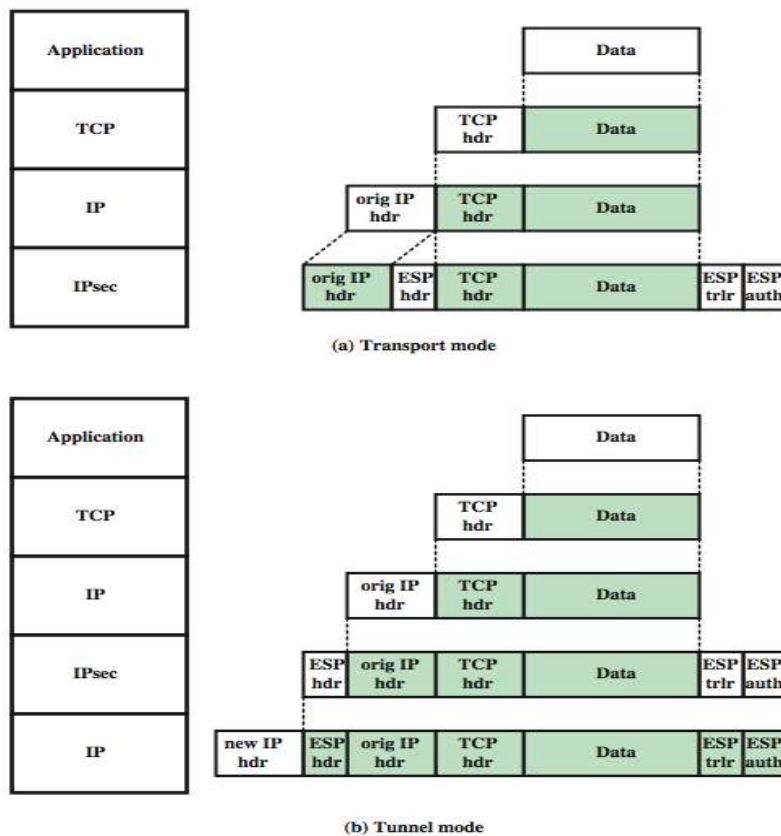 Application
Data
TCP
TCP
hdr
Data
IP
orig IP
hdr
TCP
hdr
Data
IPsec
orig IP
hdr
ESP
hdr
TCP
hdr
Data
ESP
trlr
ESP
auth
(a) Transport mode
Application
Data
TCP
TCP
hdr
Data
IP
orig IP
hdr
TCP
hdr
Data
IPsec
ESP
hdr
orig IP
hdr
TCP
hdr
Data
ESP
trlr
ESP
auth
IP
new IP
hdr
ESP
hdr
orig IP
hdr
TCP
hdr
Data
ESP
trlr
ESP
auth
(b) Tunnel mode